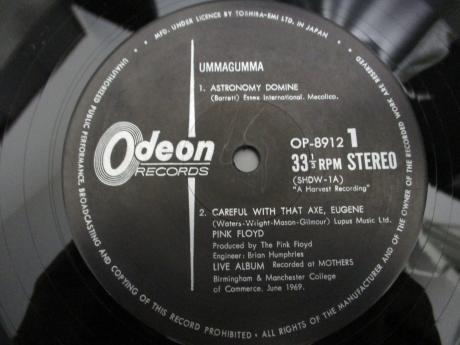 MFD. UNDER LICENCE BY TOSHIBA-EMI LTD. IN JAPAN
UNAUTHORIZED PUBLIC PERFORMANCE, BROADCASTING AND COPYING OF THIS RECORD PROHIBITED • ALL RIGHTS OF THE MANUFACTURER AND OF THE OWNER OF THE RECORDED WORK ARE RESERVED •
UMMAGUMMA
1. ASTRONOMY DOMINE
(Barrett) Essex International. Mecolico.
Odeon
RECORDS
OP-8912 1
33 1/3 RPM STEREO
(SHDW-1A)
"A Harvest Recording"
2. CAREFUL WITH THAT AXE, EUGENE
(Waters-Wright-Mason-Gilmour) Lupus Music Ltd.
PINK FLOYD
Produced by The Pink Floyd
Engineer: Brian Humphries
LIVE ALBUM Recorded at MOTHERS
Birmingham & Manchester College
of Commerce. June 1969.